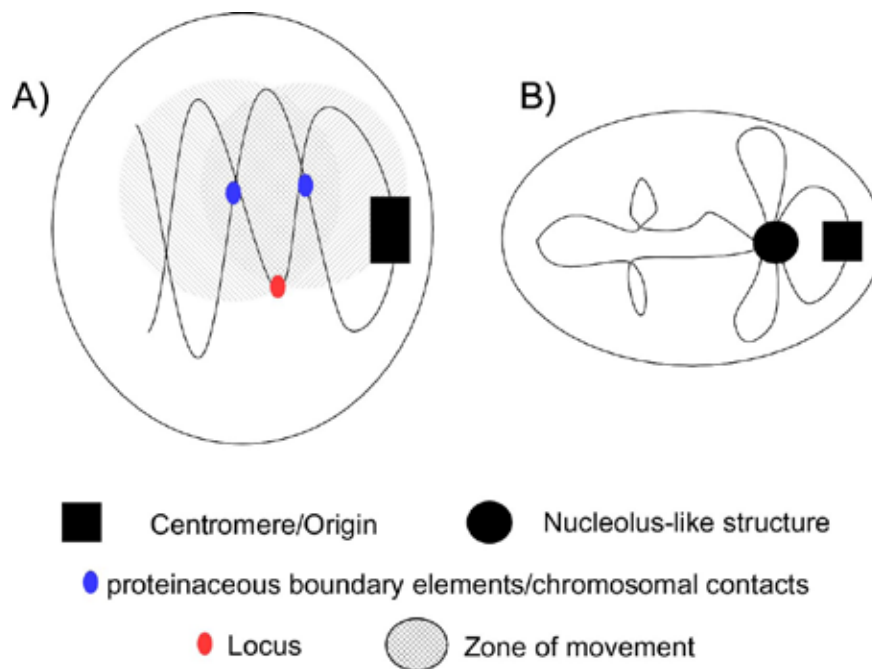 A)
B)
Centromere/Origin
Nucleolus-like structure
proteinaceous boundary elements/chromosomal contacts
Locus
Zone of movement